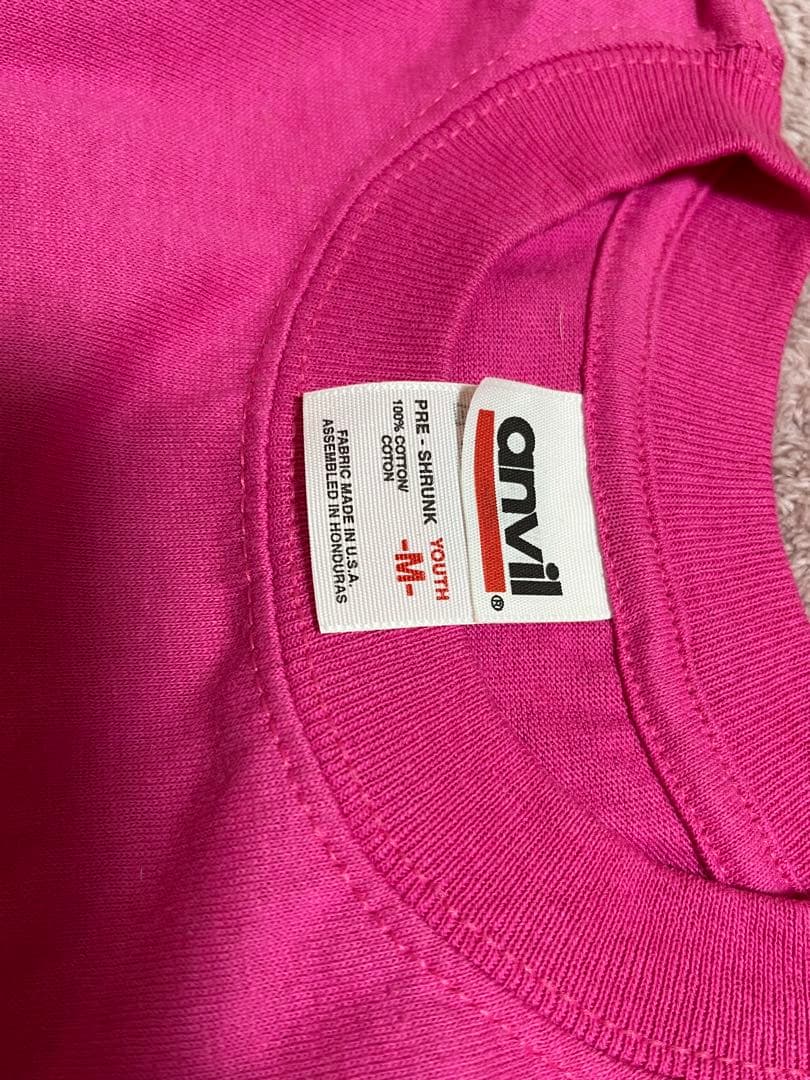 anvil®
YOUTH
PRE - SHRUNK
-M-
100% COTTON/
COTON
FABRIC MADE IN U.S.A.
ASSEMBLED IN HONDURAS